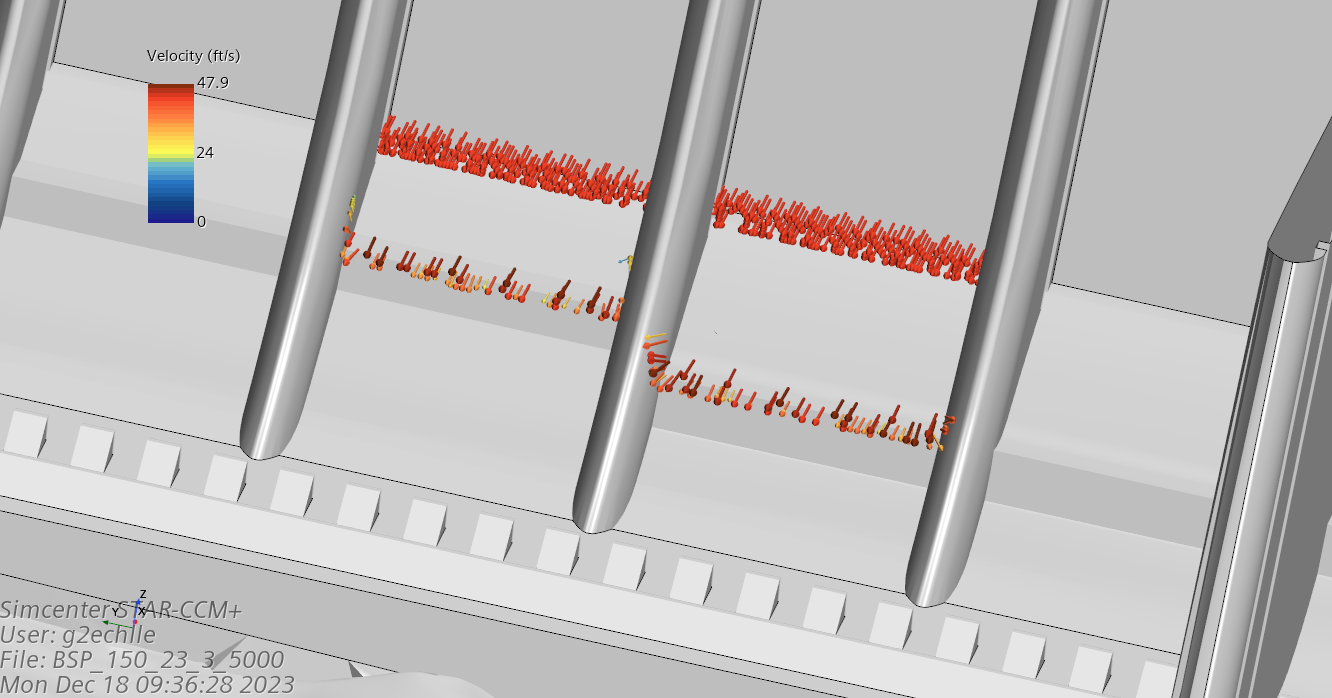 Velocity (ft/s)
47.9
24
0
Z
Y X
Simcenter STAR-CCM+
User: g2echlle
File: BSP_150_23_3_5000
Mon Dec 18 09:36:28 2023